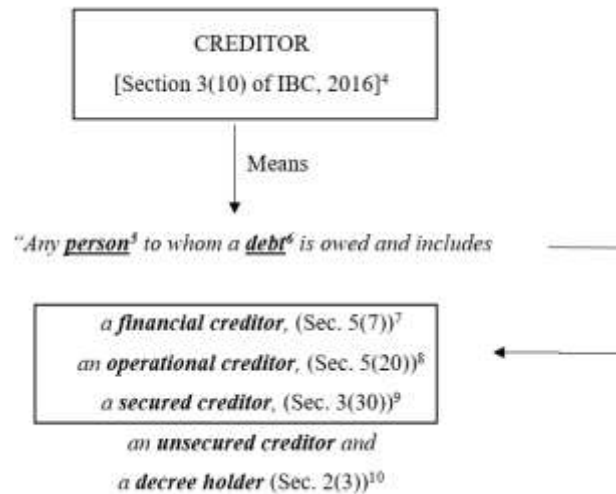 CREDITOR
[Section 3(10) of IBC, 2016]⁴
Means
“Any person⁵ to whom a debt⁶ is owed and includes
a financial creditor, (Sec. 5(7))⁷
an operational creditor, (Sec. 5(20))⁸
a secured creditor, (Sec. 3(30))⁹
an unsecured creditor and
a decree holder (Sec. 2(3))¹⁰